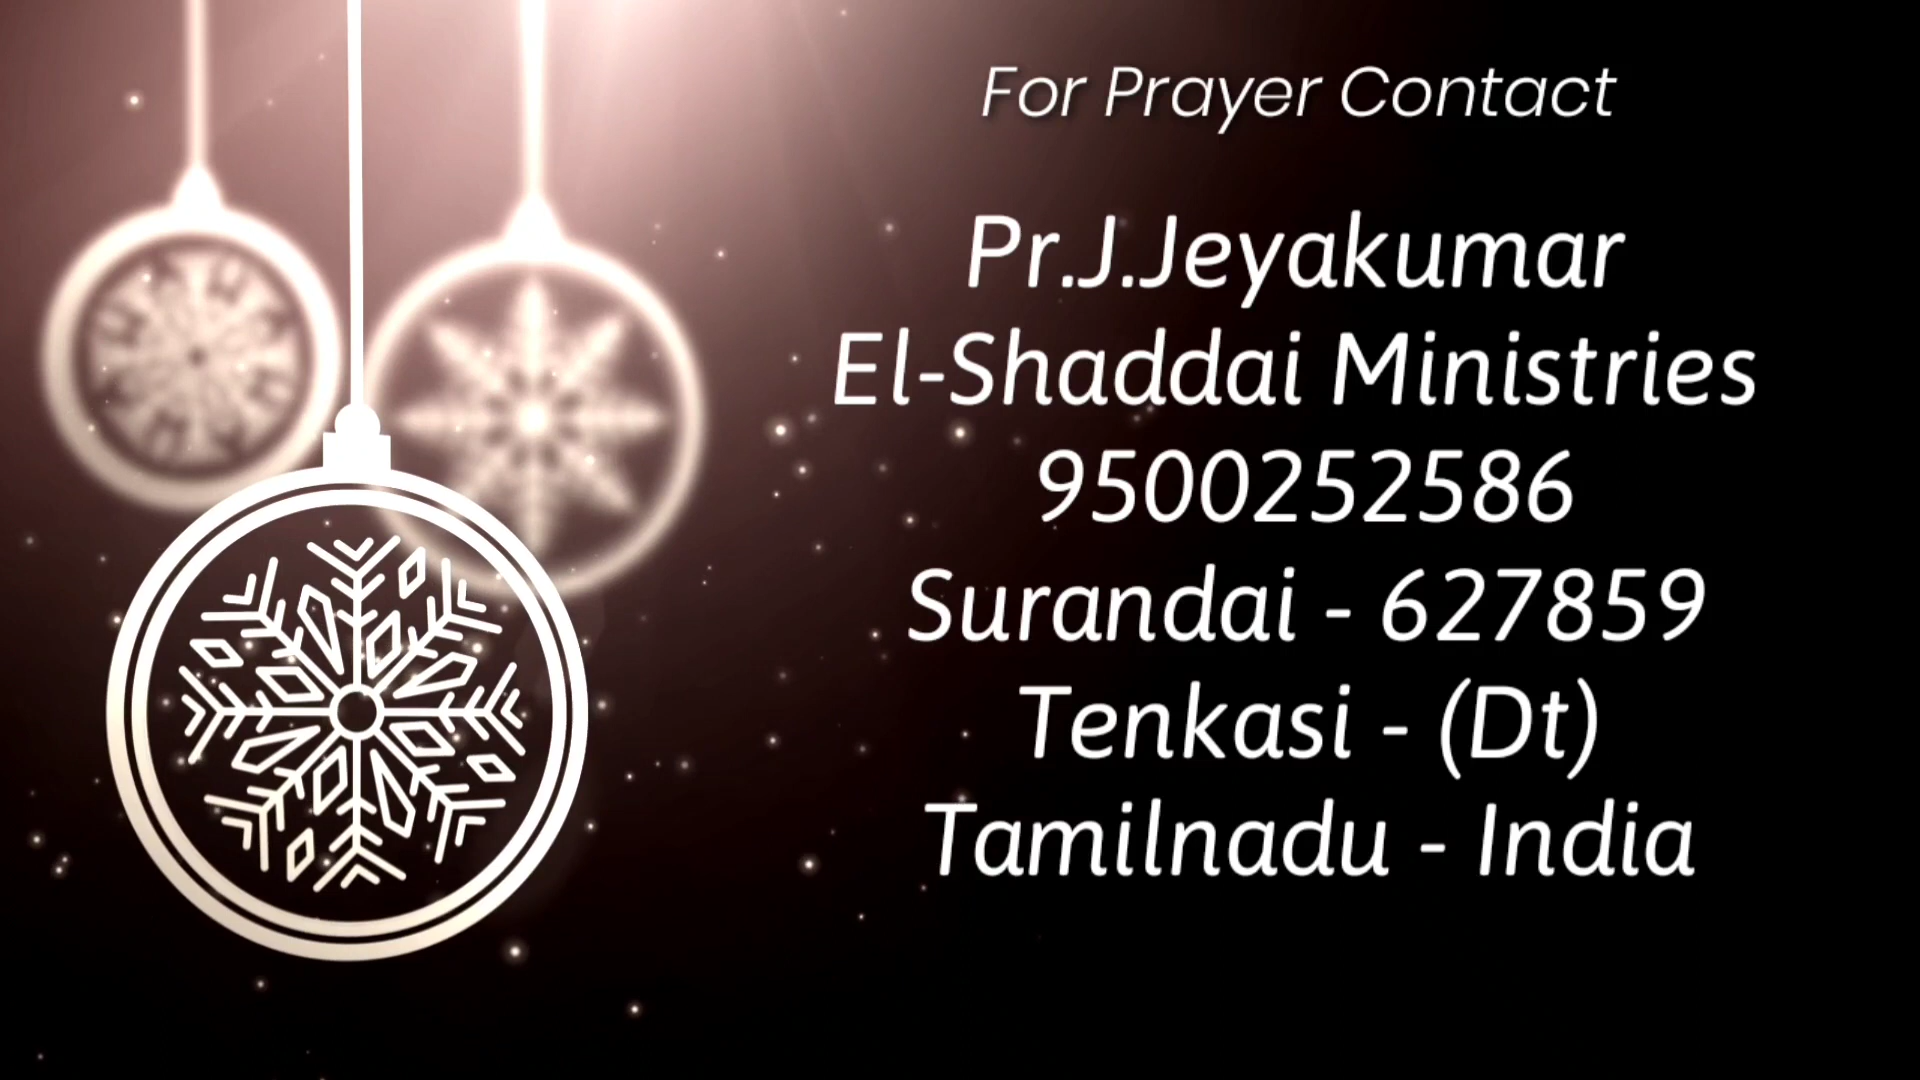 For Prayer Contact
Pr.J.Jeyakumar
El-Shaddai Ministries
9500252586
Surandai - 627859
Tenkasi - (Dt)
Tamilnadu - India